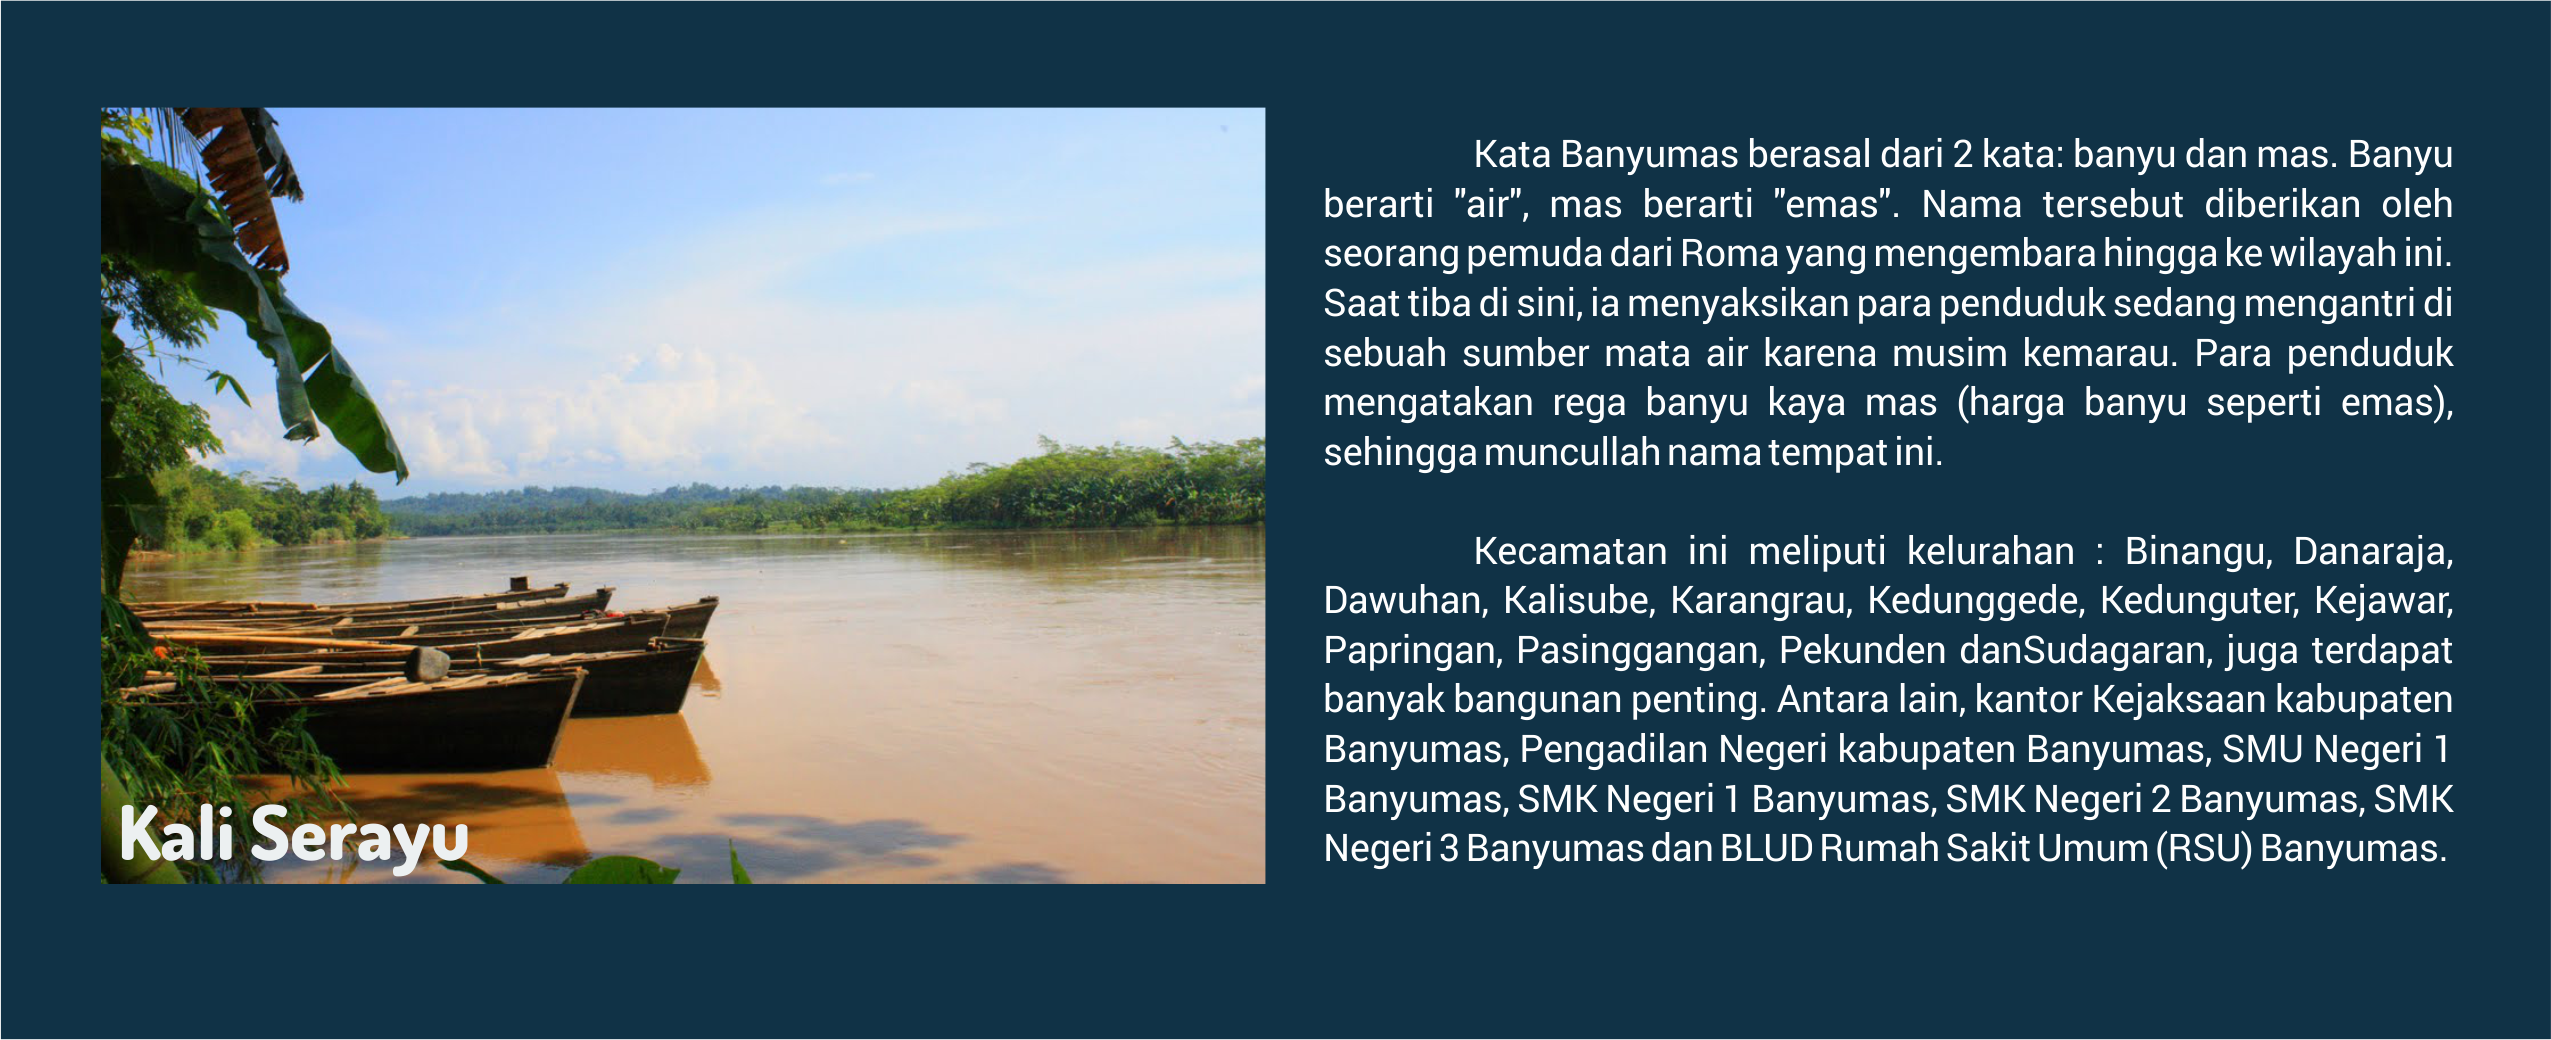 Kali Serayu
Kata Banyumas berasal dari 2 kata: banyu dan mas. Banyu
berarti "air", mas berarti "emas". Nama tersebut diberikan oleh
seorang pemuda dari Roma yang mengembara hingga ke wilayah ini.
Saat tiba di sini, ia menyaksikan para penduduk sedang mengantri di
sebuah sumber mata air karena musim kemarau. Para penduduk
mengatakan rega banyu kaya mas (harga banyu seperti emas),
sehingga muncullah nama tempat ini.
Kecamatan ini meliputi kelurahan : Binangu, Danaraja,
Dawuhan, Kalisube, Karangrau, Kedunggede, Kedunguter, Kejawar,
Papringan, Pasinggangan, Pekunden danSudagaran, juga terdapat
banyak bangunan penting. Antara lain, kantor Kejaksaan kabupaten
Banyumas, Pengadilan Negeri kabupaten Banyumas, SMU Negeri 1
Banyumas, SMK Negeri 1 Banyumas, SMK Negeri 2 Banyumas, SMK
Negeri 3 Banyumas dan BLUD Rumah Sakit Umum (RSU) Banyumas.